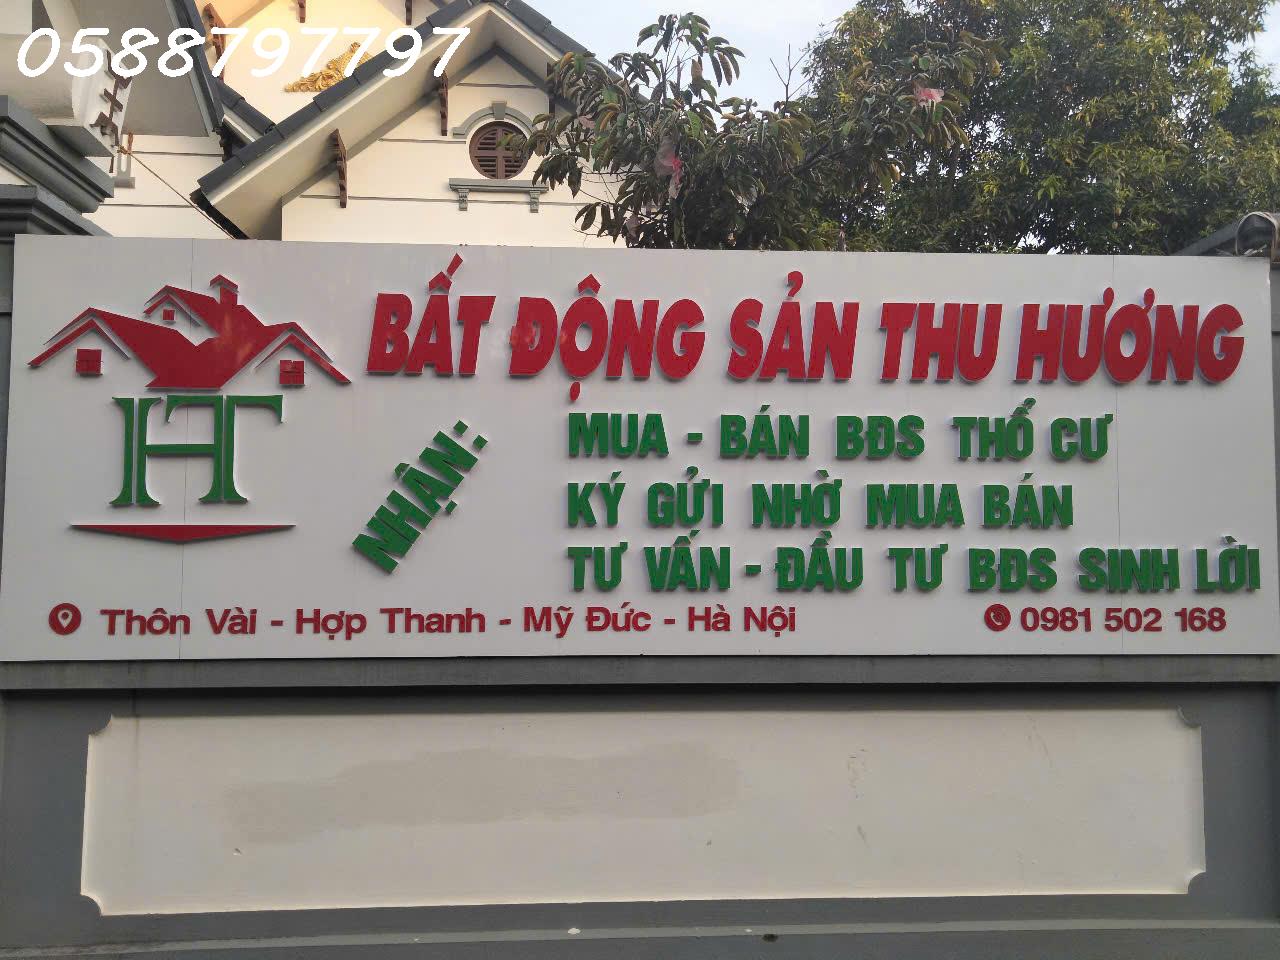 0588797797
BẤT ĐỘNG SẢN THU HƯƠNG
HT
NHẬN:
MUA - BÁN BĐS THỔ CƯ
KÝ GỬI NHỜ MUA BÁN
TƯ VẤN - ĐẦU TƯ BĐS SINH LỜI
Thôn Vài - Hợp Thanh - Mỹ Đức - Hà Nội
0981 502 168